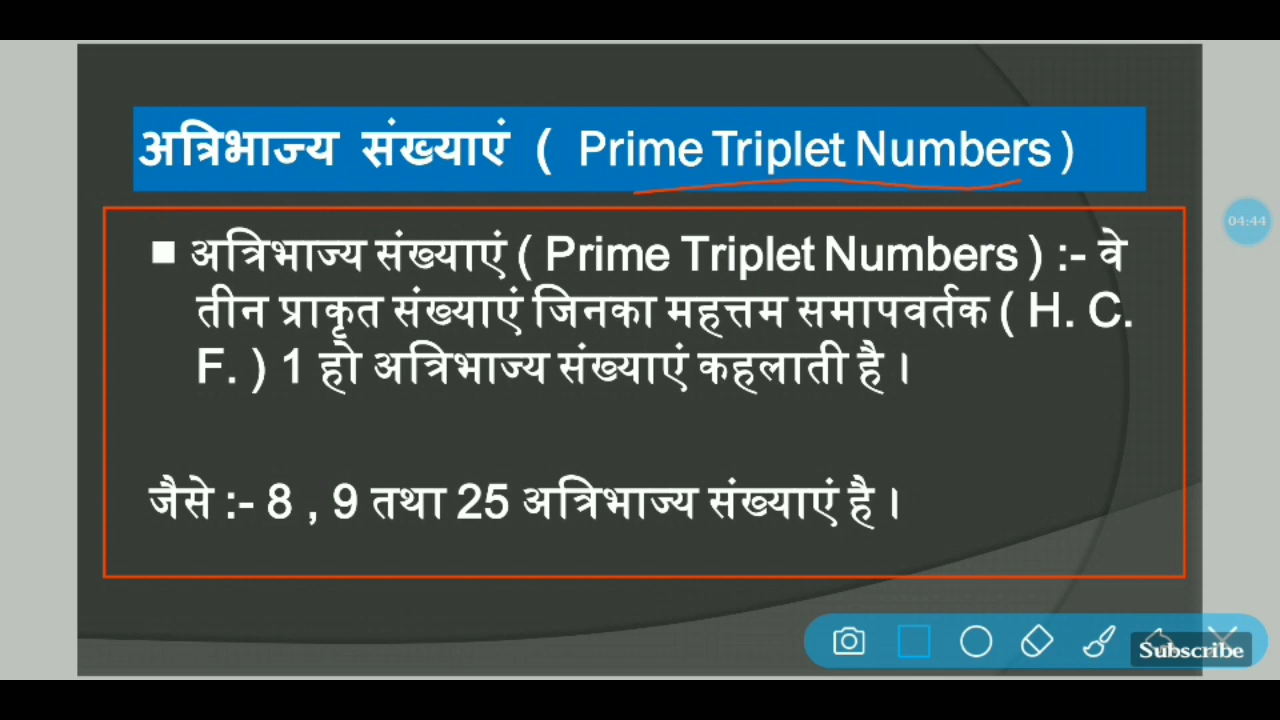 अत्रिभाज्य संख्याएं ( Prime Triplet Numbers )
04:44
■ अत्रिभाज्य संख्याएं ( Prime Triplet Numbers ) :- वे
तीन प्राकृत संख्याएं जिनका महत्तम समापवर्तक ( H. C.
F. ) 1 हो अत्रिभाज्य संख्याएं कहलाती है ।
जैसे :- 8 , 9 तथा 25 अत्रिभाज्य संख्याएं है ।
Subscribe